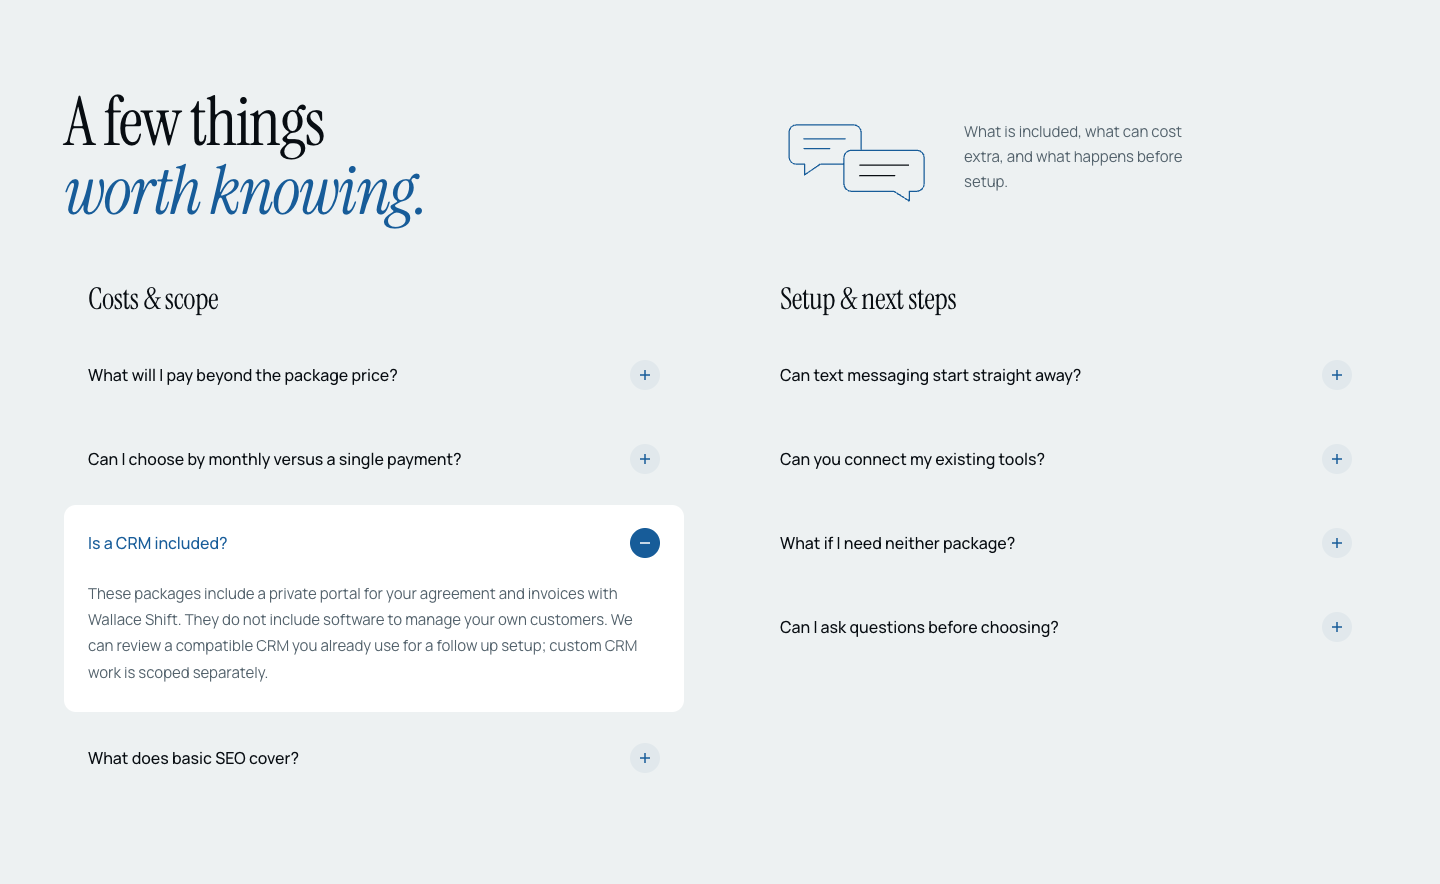 A few things
worth knowing.
What is included, what can cost
extra, and what happens before
setup.
Costs & scope
What will I pay beyond the package price?
Can I choose by monthly versus a single payment?
Is a CRM included?
These packages include a private portal for your agreement and invoices with
Wallace Shift. They do not include software to manage your own customers. We
can review a compatible CRM you already use for a follow up setup; custom CRM
work is scoped separately.
What does basic SEO cover?
Setup & next steps
Can text messaging start straight away?
Can you connect my existing tools?
What if I need neither package?
Can I ask questions before choosing?